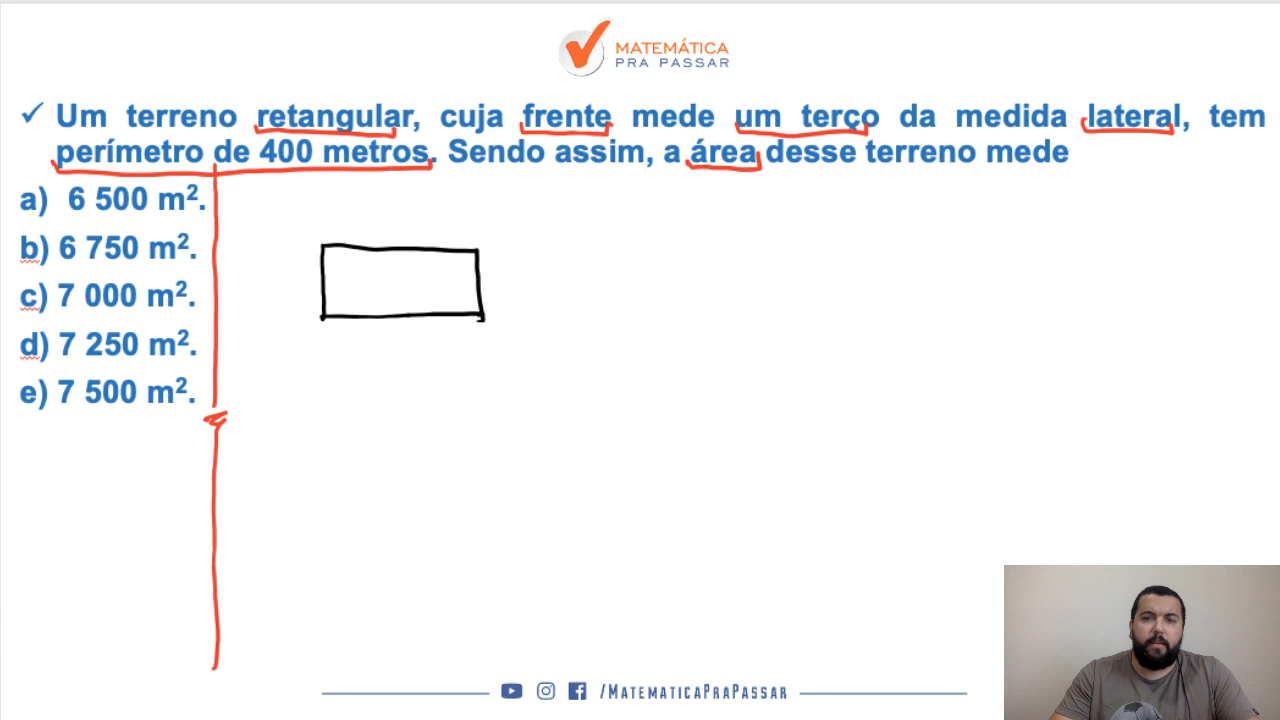 MATEMÁTICA
PRA PASSAR
✓ Um terreno retangular, cuja frente mede um terço da medida lateral, tem
perímetro de 400 metros. Sendo assim, a área desse terreno mede
a) 6 500 m².
b) 6 750 m².
c) 7 000 m².
d) 7 250 m².
e) 7 500 m².
/MATEMATICAPRAPASSAR